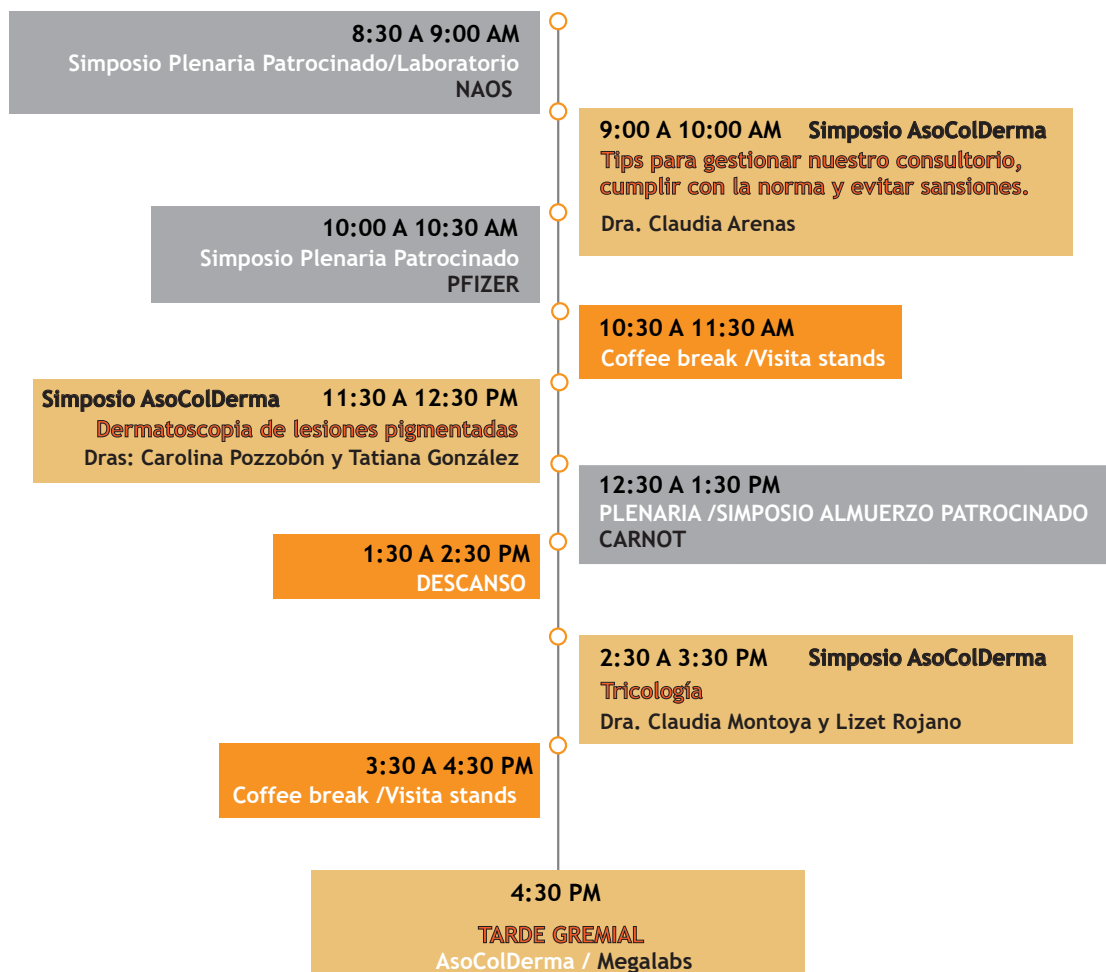 8:30 A 9:00 AM
Simposio Plenaria Patrocinado/Laboratorio
NAOS
9:00 A 10:00 AM Simposio AsoColDerma
Tips para gestionar nuestro consultorio,
cumplir con la norma y evitar sansiones.
Dra. Claudia Arenas
10:00 A 10:30 AM
Simposio Plenaria Patrocinado
PFIZER
10:30 A 11:30 AM
Coffee break /Visita stands
Simposio AsoColDerma 11:30 A 12:30 PM
Dermatoscopia de lesiones pigmentadas
Dras: Carolina Pozzobón y Tatiana González
12:30 A 1:30 PM
PLENARIA /SIMPOSIO ALMUERZO PATROCINADO
CARNOT
1:30 A 2:30 PM
DESCANSO
2:30 A 3:30 PM Simposio AsoColDerma
Tricología
Dra. Claudia Montoya y Lizet Rojano
3:30 A 4:30 PM
Coffee break /Visita stands
4:30 PM
TARDE GREMIAL
AsoColDerma / Megalabs